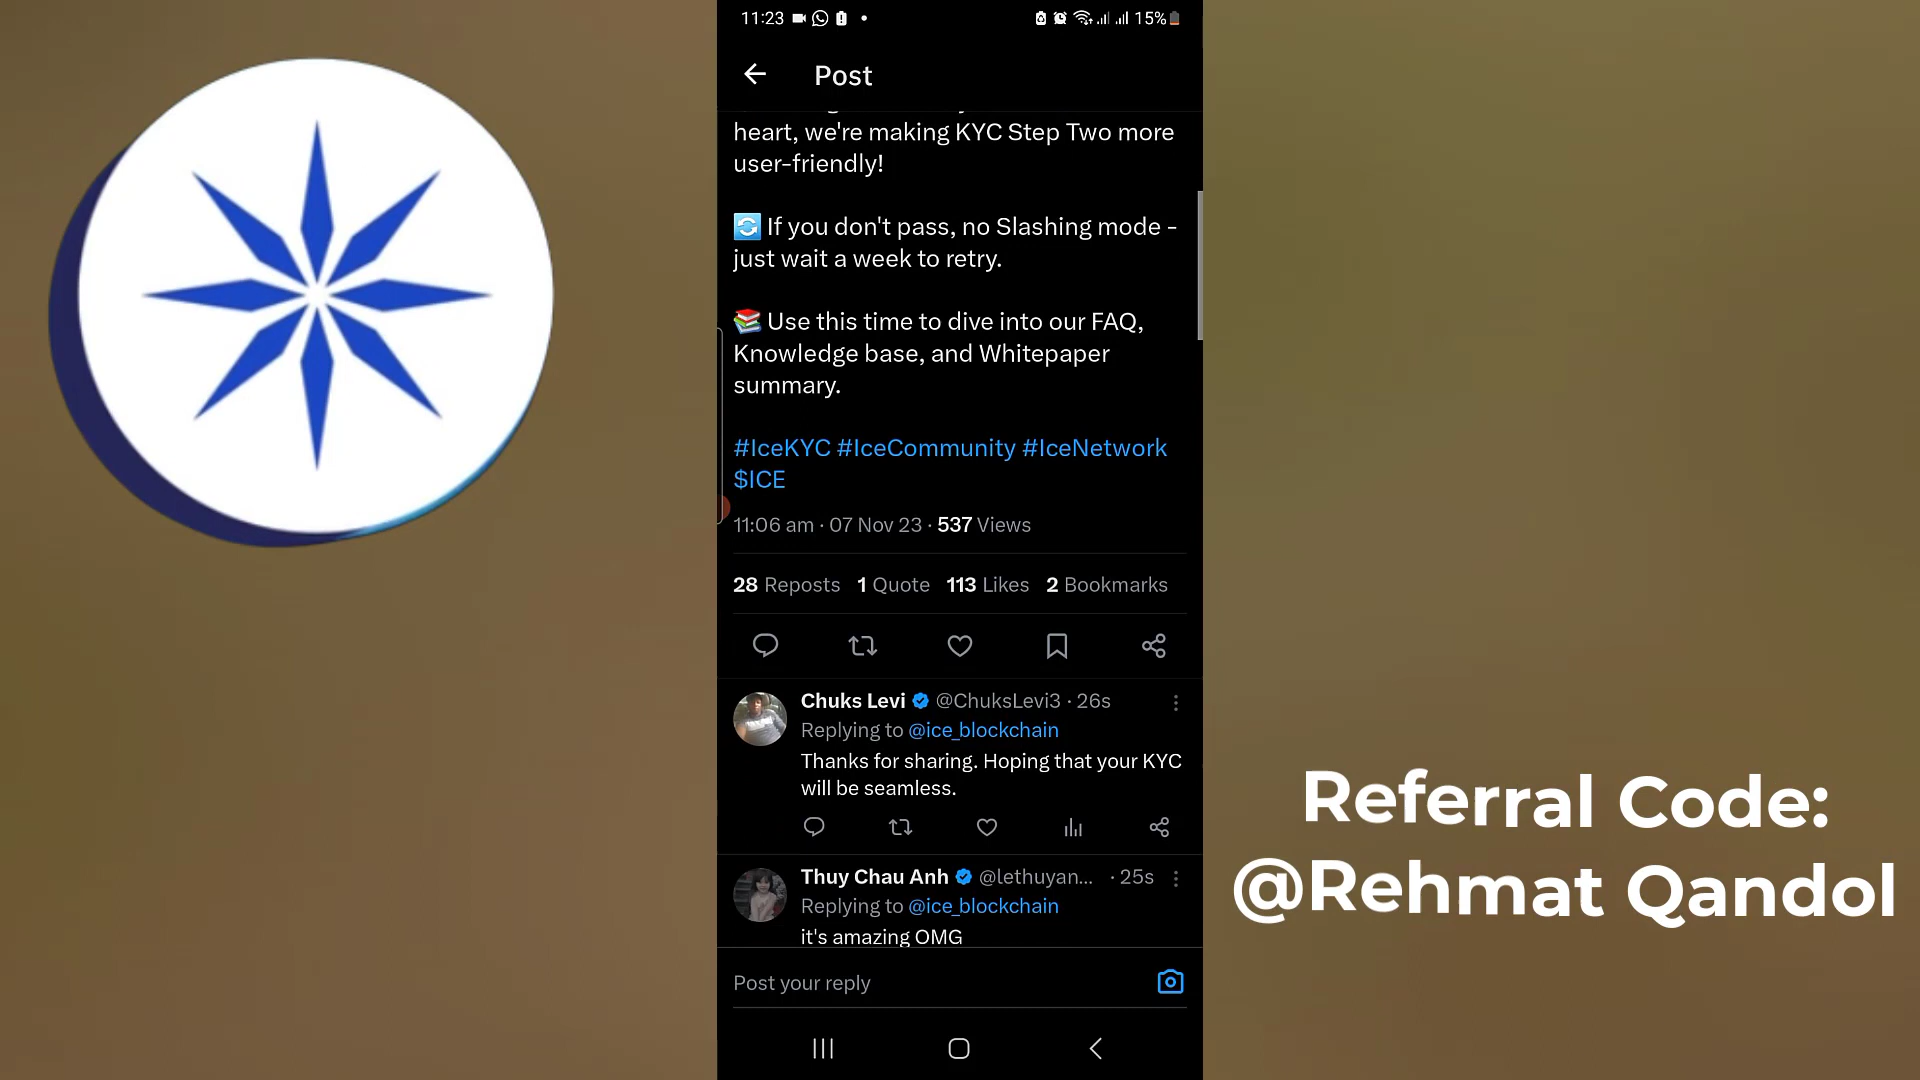 11:23
15%
Post
heart, we're making KYC Step Two more
user-friendly!
If you don't pass, no Slashing mode -
just wait a week to retry.
Use this time to dive into our FAQ,
Knowledge base, and Whitepaper
summary.
#IceKYC #IceCommunity #IceNetwork
$ICE
11:06 am · 07 Nov 23 · 537 Views
28 Reposts 1 Quote 113 Likes 2 Bookmarks
Chuks Levi @ChuksLevi3 · 26s
Replying to @ice_blockchain
Thanks for sharing. Hoping that your KYC
will be seamless.
Thuy Chau Anh @lethuyan... · 25s
Replying to @ice_blockchain
it's amazing OMG
Post your reply
Referral Code:
@Rehmat Qandol